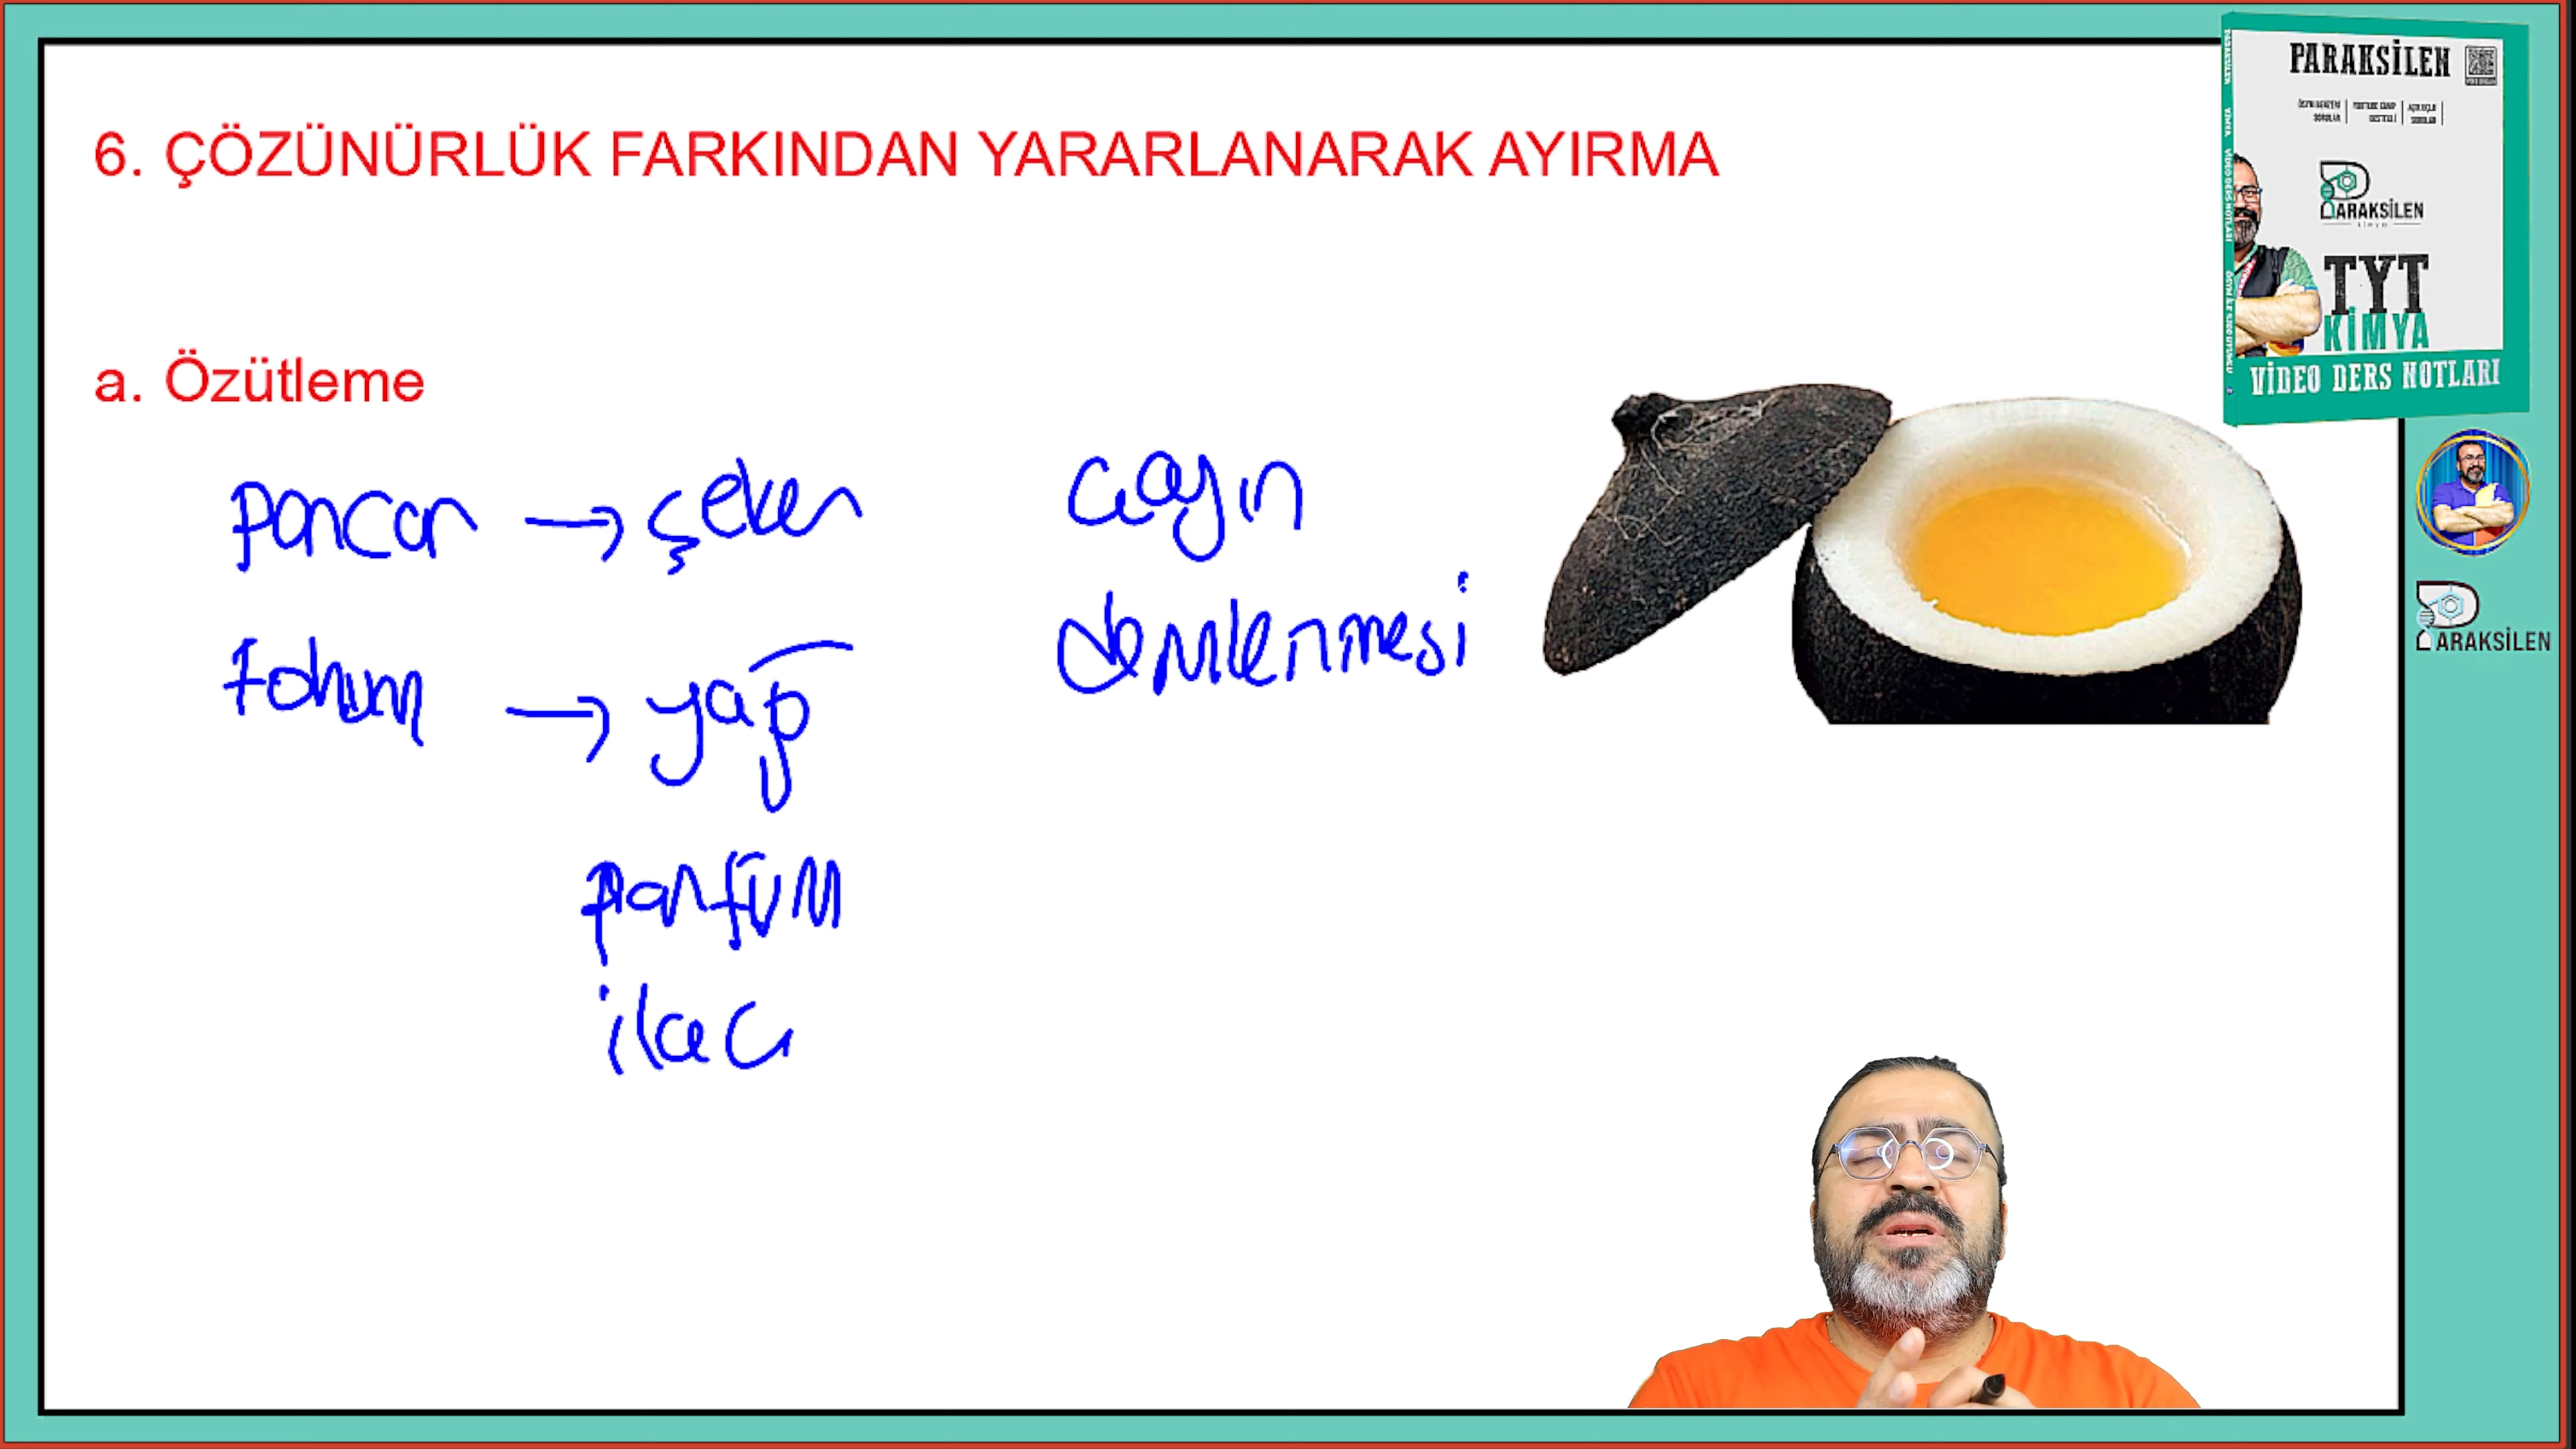 6. ÇÖZÜNÜRLÜK FARKINDAN YARARLANARAK AYIRMA
a. Özütleme
pancar → şeker
tohum → yağ
parfüm
ilaç
çayın
demlenmesi
PARAKSİLEN
PARAKSİLEN
kimya
TYT
KİMYA
VİDEO DERS NOTLARI
PARAKSİLEN